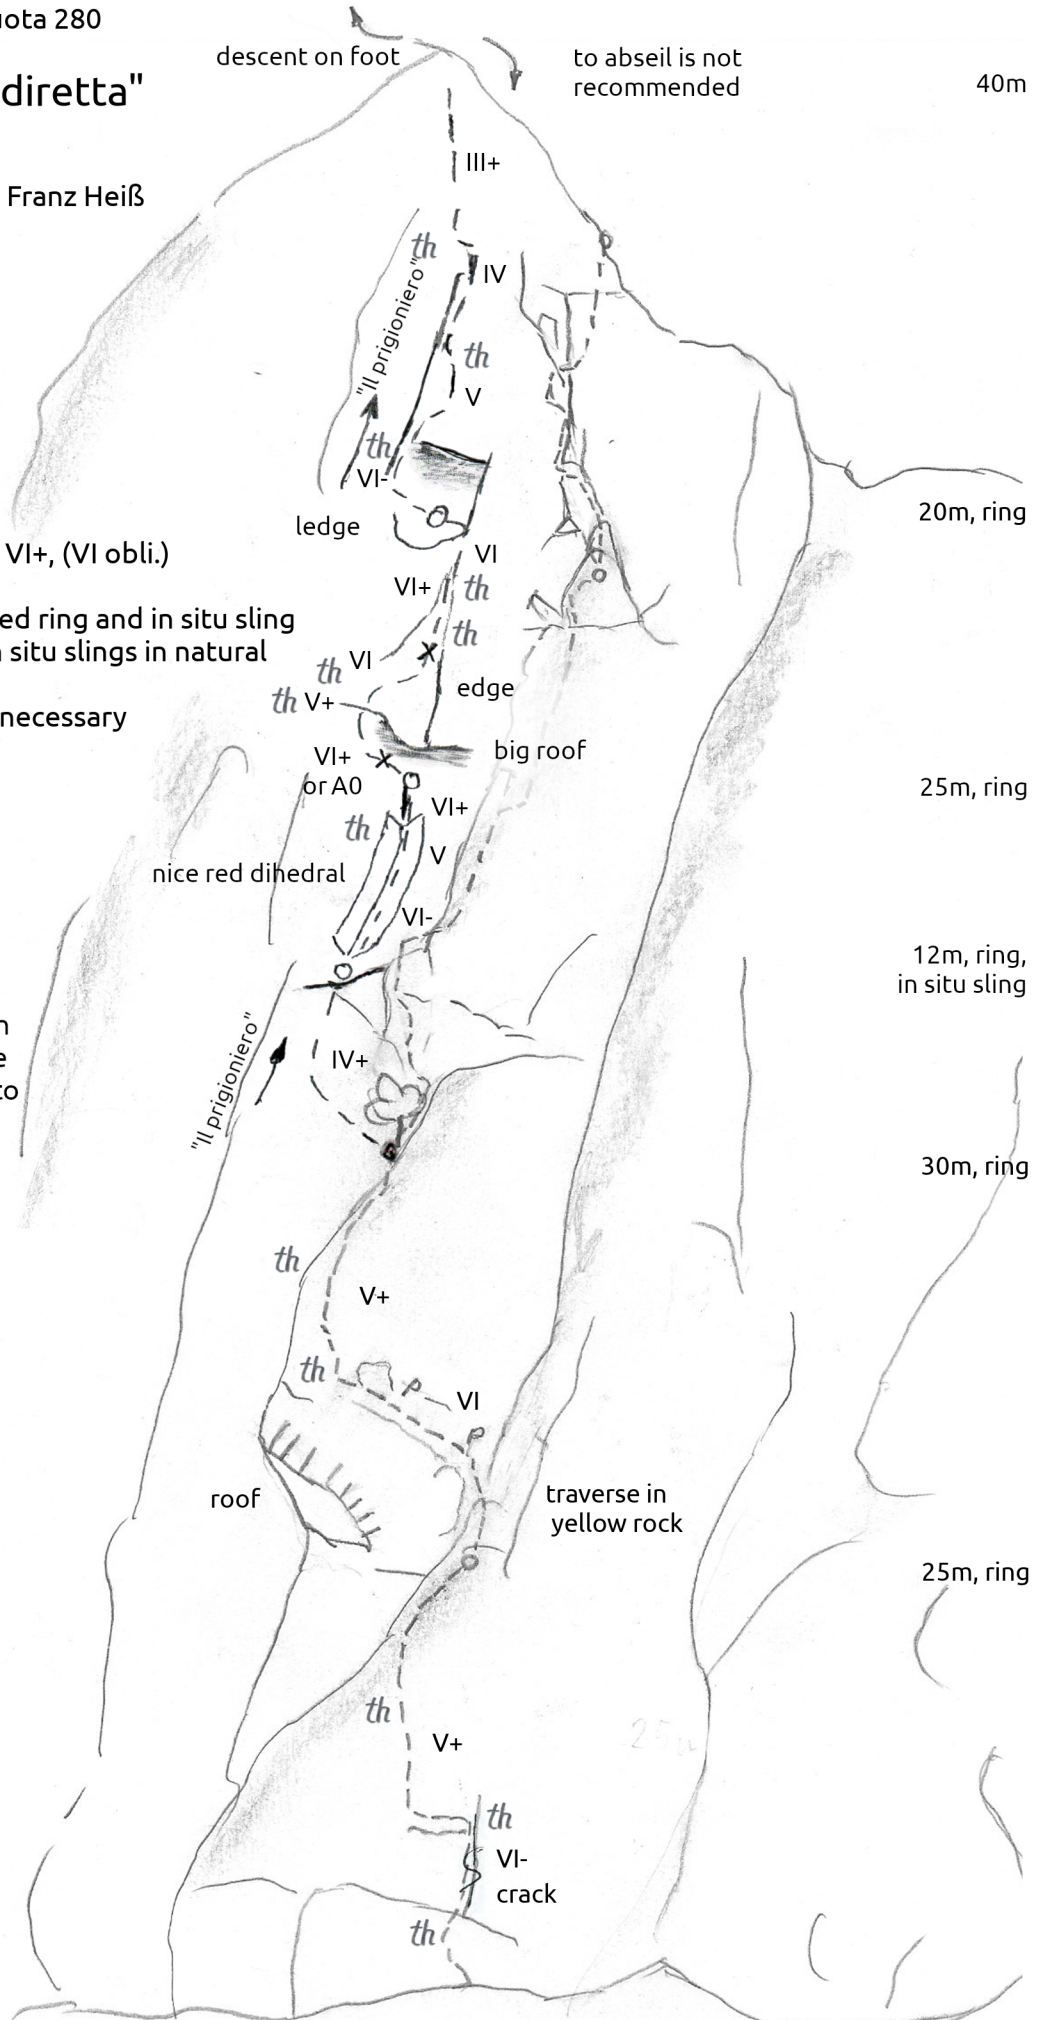 uota 280
descent on foot
to abseil is not
recommended
40m
diretta"
III+
Franz Heiß
th
IV
"Il prigioniero"
th
V
th
VI-
ledge
20m, ring
VI+, (VI obli.)
VI
VI+
th
ed ring and in situ sling
th
situ slings in natural
VI
th
edge
th V+
necessary
big roof
VI+
or A0
25m, ring
VI+
th
V
nice red dihedral
VI-
12m, ring,
in situ sling
n
e
to
"Il prigioniero"
IV+
30m, ring
th
V+
th
P
VI
P
roof
traverse in
yellow rock
25m, ring
th
V+
25m
th
VI-
crack
th